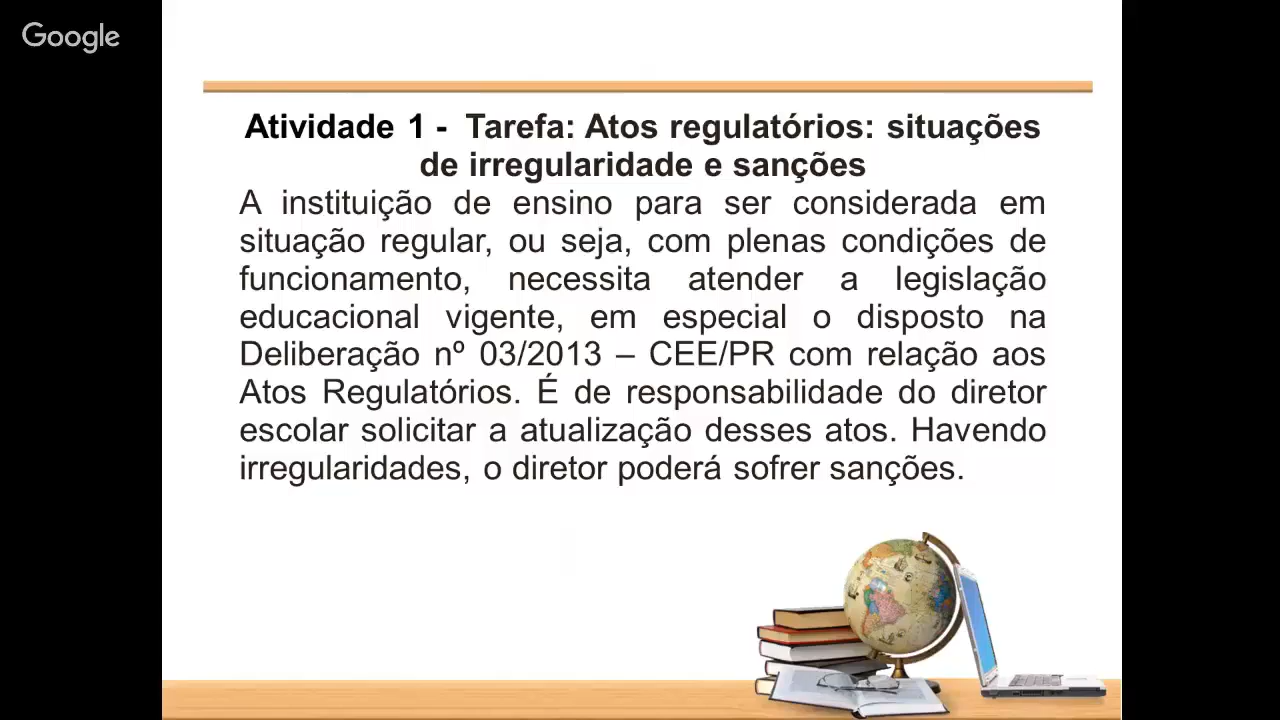 Google
Atividade 1 - Tarefa: Atos regulatórios: situações
de irregularidade e sanções
A instituição de ensino para ser considerada em
situação regular, ou seja, com plenas condições de
funcionamento, necessita atender a legislação
educacional vigente, em especial o disposto na
Deliberação nº 03/2013 – CEE/PR com relação aos
Atos Regulatórios. É de responsabilidade do diretor
escolar solicitar a atualização desses atos. Havendo
irregularidades, o diretor poderá sofrer sanções.